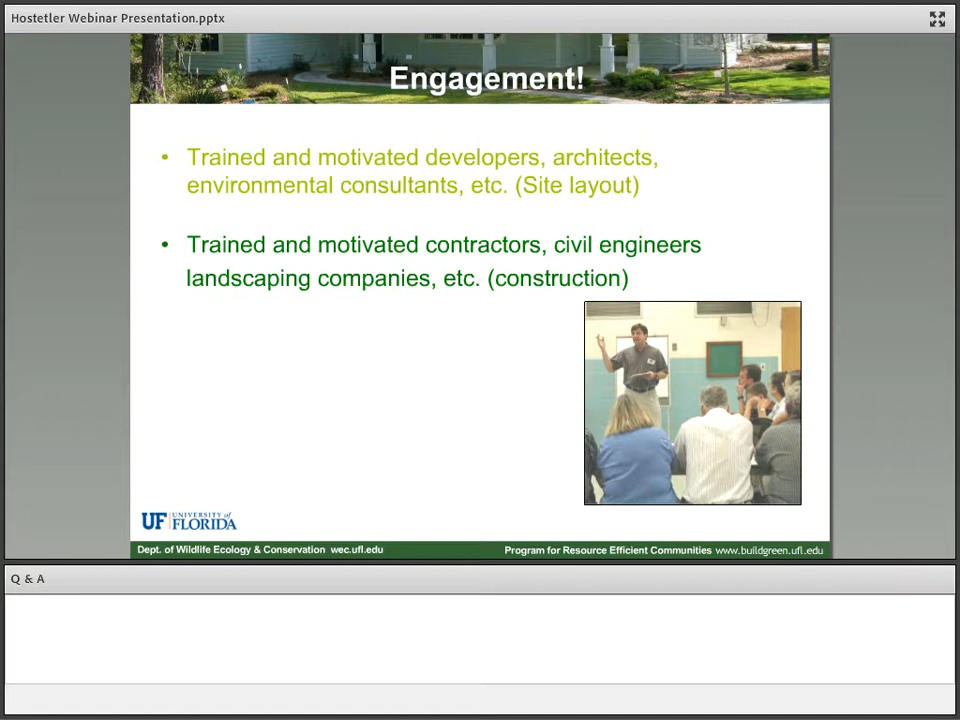 Hostetler Webinar Presentation.pptx
Engagement!
• Trained and motivated developers, architects,
environmental consultants, etc. (Site layout)
• Trained and motivated contractors, civil engineers
landscaping companies, etc. (construction)
UF UNIVERSITY of
FLORIDA
Dept. of Wildlife Ecology & Conservation wec.ufl.edu
Program for Resource Efficient Communities www.buildgreen.ufl.edu
Q & A